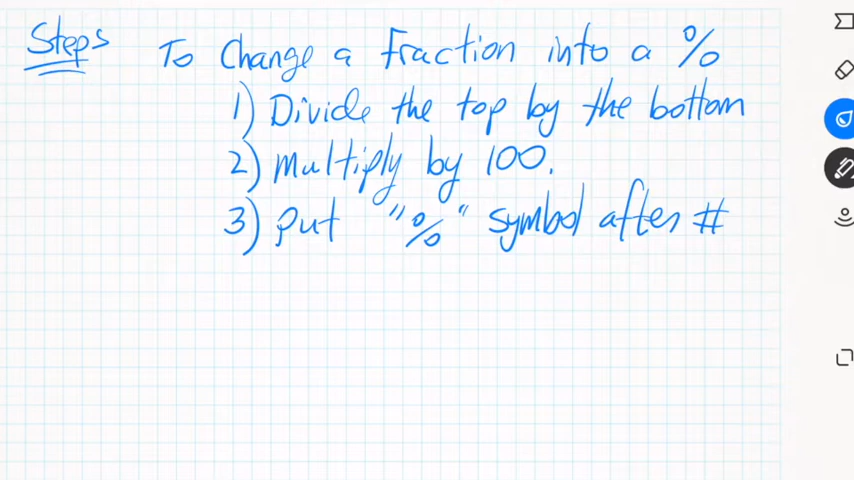 Steps To Change a Fraction into a %
1) Divide the top by the bottom
2) Multiply by 100.
3) put "%" symbol after #